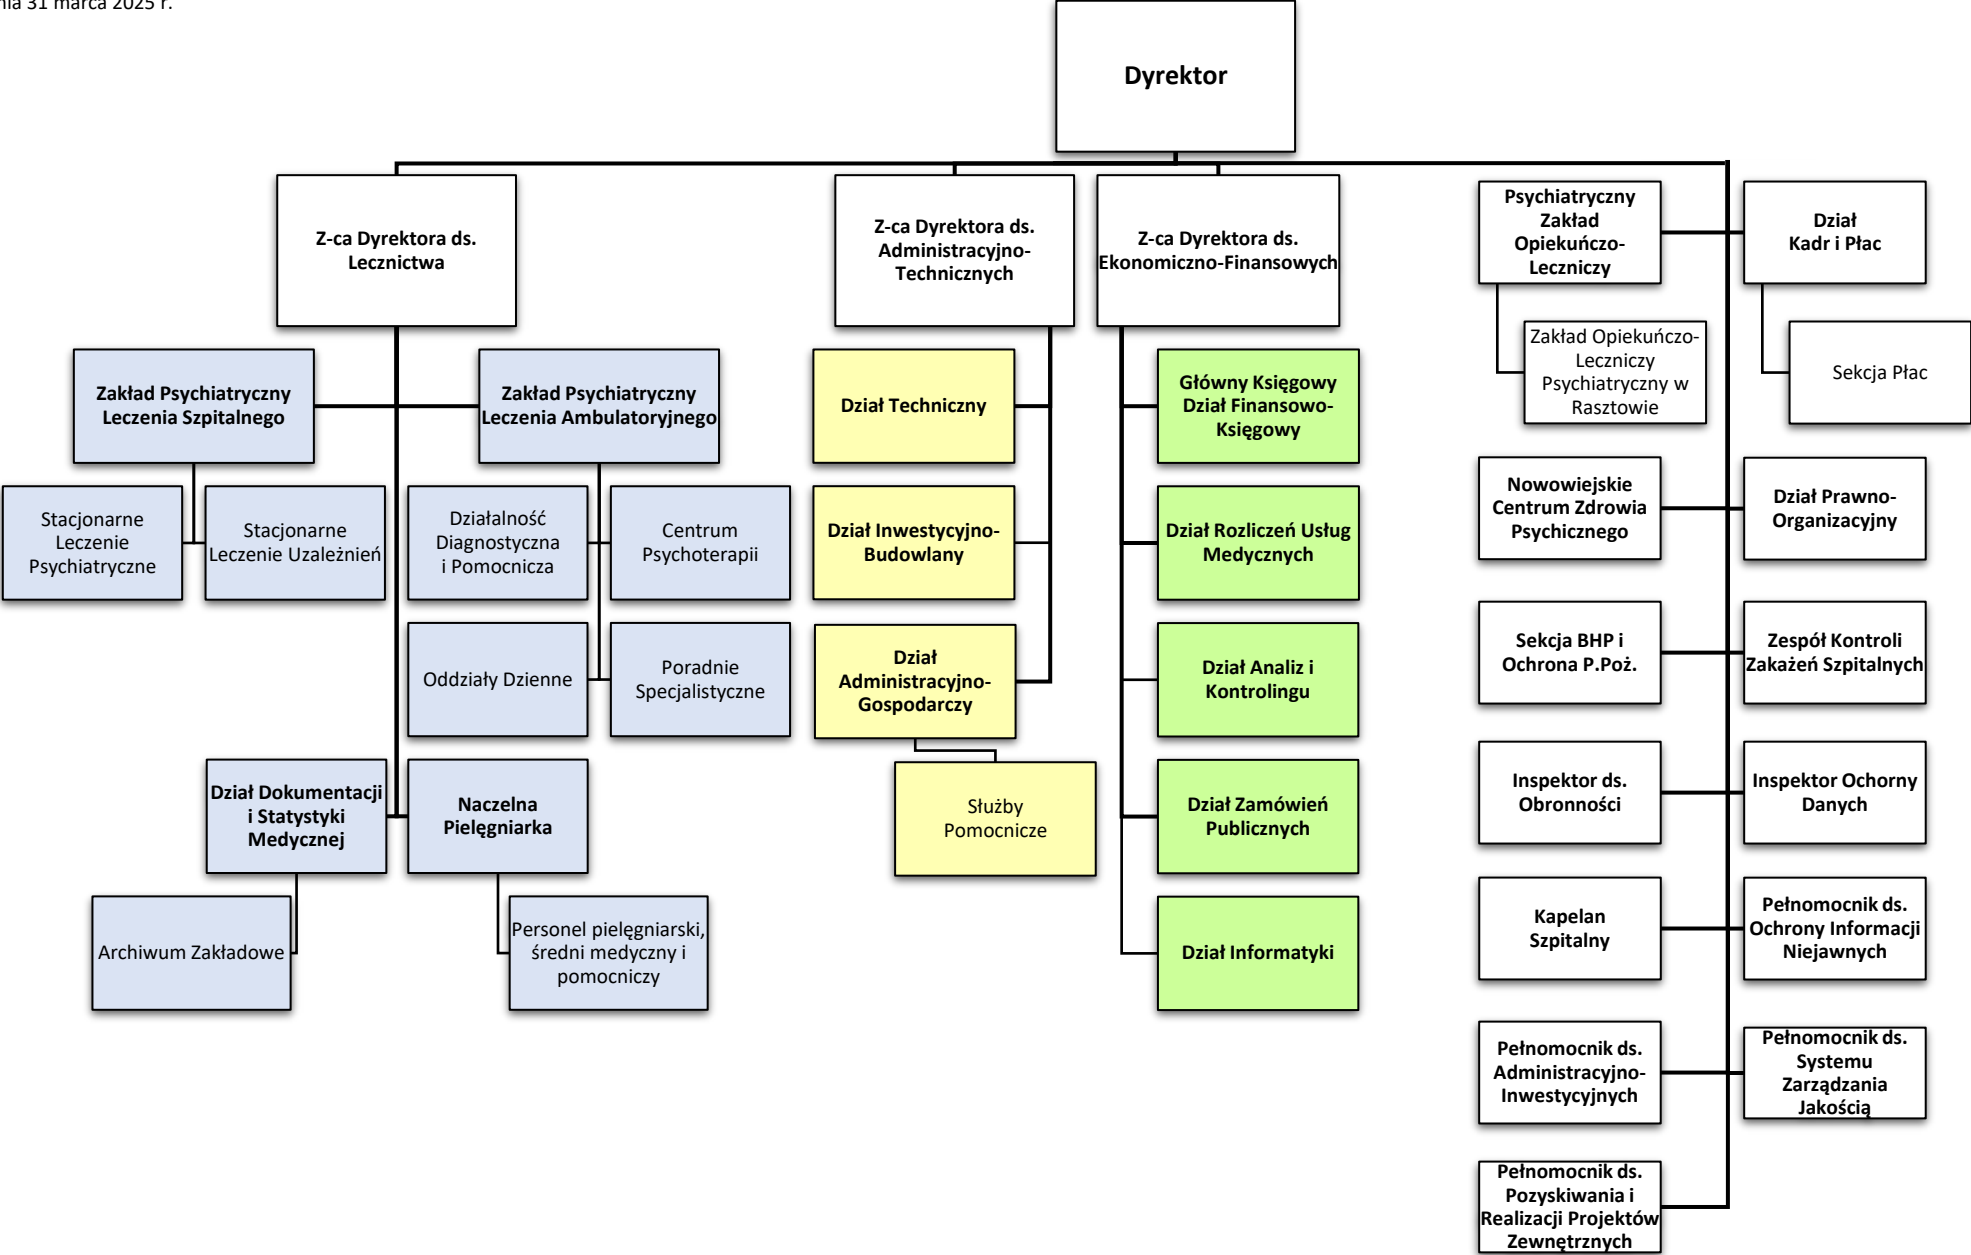 31 marca 2025 r.
Dyrektor
Z-ca Dyrektora ds.
Lecznictwa
Z-ca Dyrektora ds.
Administracyjno-
Technicznych
Z-ca Dyrektora ds.
Ekonomiczno-Finansowych
Psychiatryczny
Zakład
Opiekuńczo-
Leczniczy
Dział
Kadr i Płac
Zakład Opiekuńczo-
Leczniczy
Psychiatryczny w
Rasztowie
Sekcja Płac
Zakład Psychiatryczny
Leczenia Szpitalnego
Zakład Psychiatryczny
Leczenia Ambulatoryjnego
Dział Techniczny
Główny Księgowy
Dział Finansowo-
Księgowy
Stacjonarne
Leczenie
Psychiatryczne
Stacjonarne
Leczenie Uzależnień
Działalność
Diagnostyczna
i Pomocnicza
Centrum
Psychoterapii
Dział Inwestycyjno-
Budowlany
Dział Rozliczeń Usług
Medycznych
Nowowiejskie
Centrum Zdrowia
Psychicznego
Dział Prawno-
Organizacyjny
Oddziały Dzienne
Poradnie
Specjalistyczne
Dział
Administracyjno-
Gospodarczy
Dział Analiz i
Kontrolingu
Sekcja BHP i
Ochrona P.Poż.
Zespół Kontroli
Zakażeń Szpitalnych
Dział Dokumentacji
i Statystyki
Medycznej
Naczelna
Pielęgniarka
Służby
Pomocnicze
Dział Zamówień
Publicznych
Inspektor ds.
Obronności
Inspektor Ochorny
Danych
Archiwum Zakładowe
Personel pielęgniarski,
średni medyczny i
pomocniczy
Dział Informatyki
Kapelan
Szpitalny
Pełnomocnik ds.
Ochrony Informacji
Niejawnych
Pełnomocnik ds.
Administracyjno-
Inwestycyjnych
Pełnomocnik ds.
Systemu
Zarządzania
Jakością
Pełnomocnik ds.
Pozyskiwania i
Realizacji Projektów
Zewnętrznych